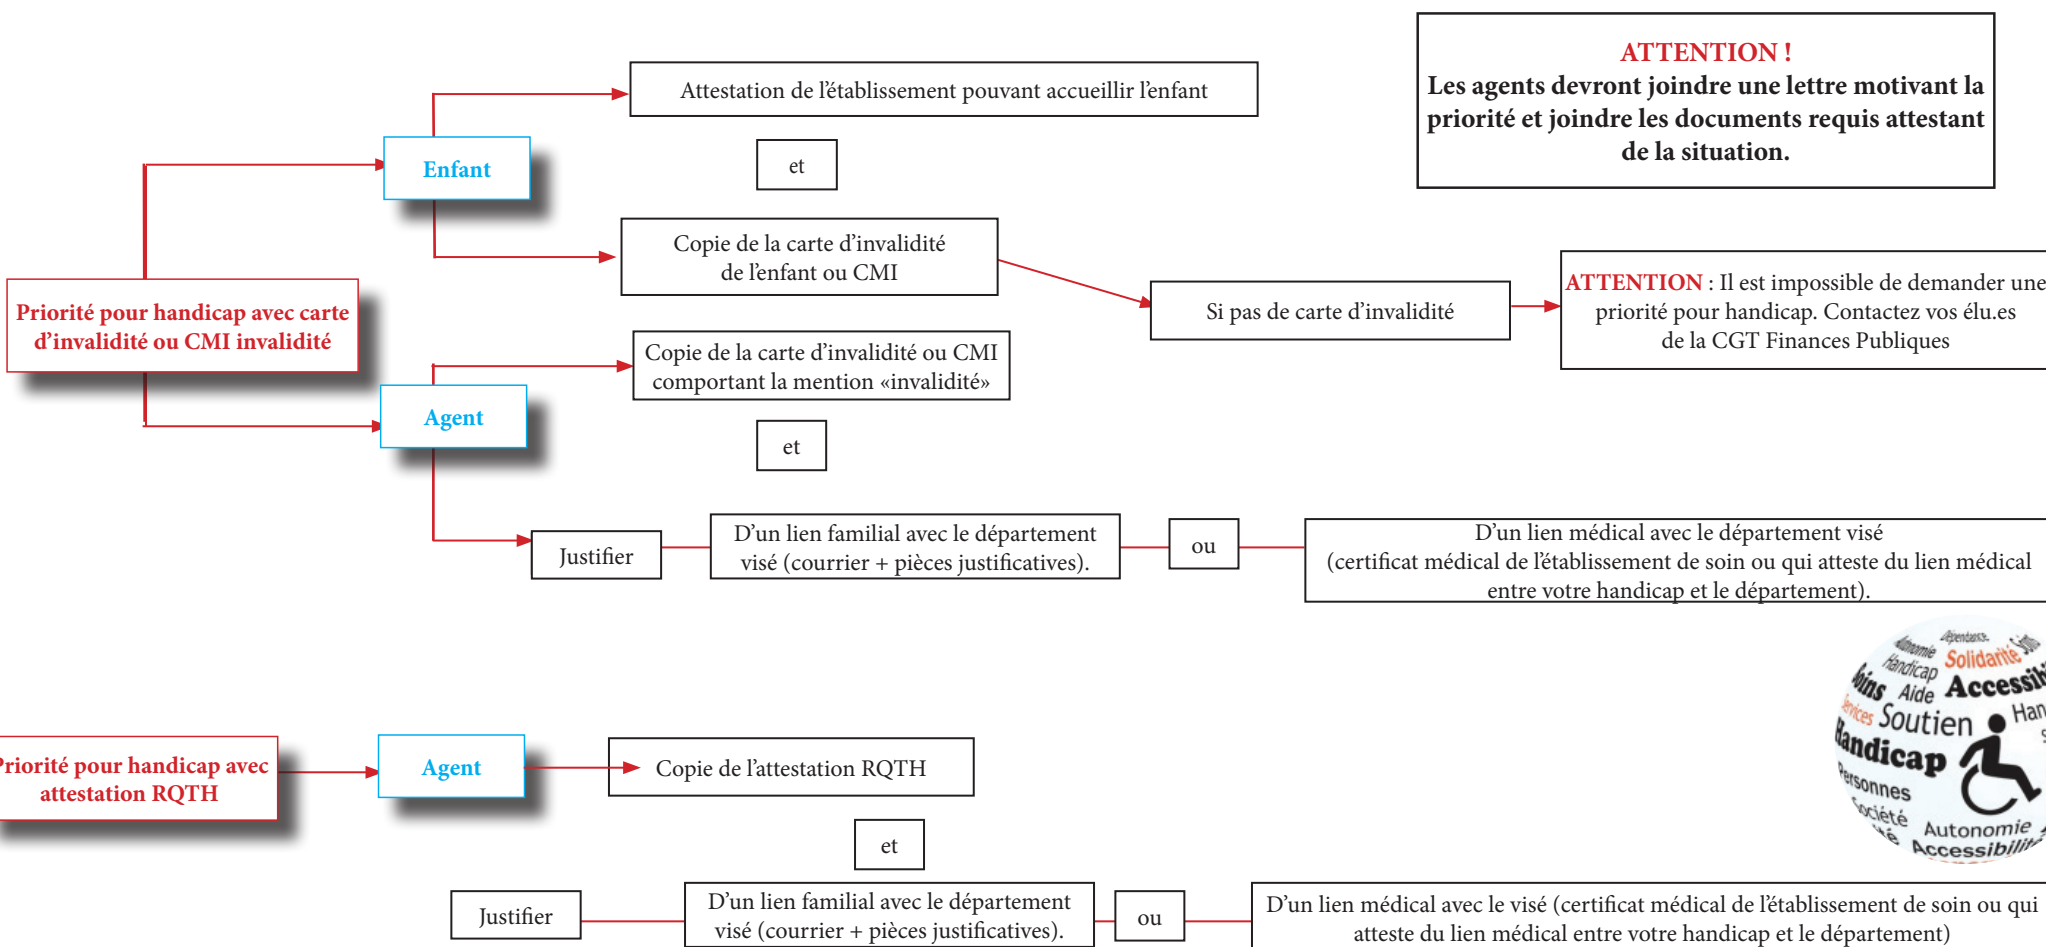 ATTENTION !
Les agents devront joindre une lettre motivant la
priorité et joindre les documents requis attestant
de la situation.
Attestation de l'établissement pouvant accueillir l'enfant
et
Enfant
Copie de la carte d'invalidité
de l'enfant ou CMI
Si pas de carte d'invalidité
ATTENTION : Il est impossible de demander une
priorité pour handicap. Contactez vos élu.es
de la CGT Finances Publiques
Priorité pour handicap avec carte
d'invalidité ou CMI invalidité
Copie de la carte d'invalidité ou CMI
comportant la mention «invalidité»
Agent
et
Justifier
D'un lien familial avec le département
visé (courrier + pièces justificatives).
ou
D'un lien médical avec le département visé
(certificat médical de l'établissement de soin ou qui atteste du lien médical
entre votre handicap et le département).
Dépendance
Autonomie
Solidarité
Soins
Handicap
Soins
Aide
Accessib
Services
Soutien
Han
Handicap
Personnes
Société
Autonomie
Accessibilité
Priorité pour handicap avec
attestation RQTH
Agent
Copie de l'attestation RQTH
et
Justifier
D'un lien familial avec le département
visé (courrier + pièces justificatives).
ou
D'un lien médical avec le visé (certificat médical de l'établissement de soin ou qui
atteste du lien médical entre votre handicap et le département)